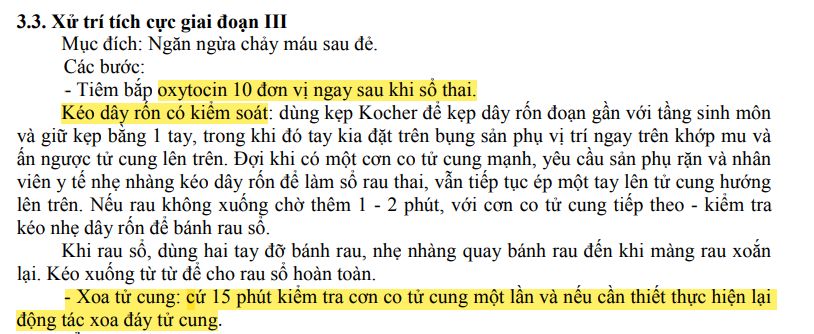 3.3. Xử trí tích cực giai đoạn III
Mục đích: Ngăn ngừa chảy máu sau đẻ.
Các bước:
- Tiêm bắp oxytocin 10 đơn vị ngay sau khi sổ thai.
Kéo dây rốn có kiểm soát: dùng kẹp Kocher để kẹp dây rốn đoạn gần với tầng sinh môn
và giữ kẹp bằng 1 tay, trong khi đó tay kia đặt trên bụng sản phụ vị trí ngay trên khớp mu và
ấn ngược tử cung lên trên. Đợi khi có một cơn co tử cung mạnh, yêu cầu sản phụ rặn và nhân
viên y tế nhẹ nhàng kéo dây rốn để làm sổ rau thai, vẫn tiếp tục ép một tay lên tử cung hướng
lên trên. Nếu rau không xuống chờ thêm 1 - 2 phút, với cơn co tử cung tiếp theo - kiểm tra
kéo nhẹ dây rốn để bánh rau sổ.
Khi rau sổ, dùng hai tay đỡ bánh rau, nhẹ nhàng quay bánh rau đến khi màng rau xoắn
lại. Kéo xuống từ từ để cho rau sổ hoàn toàn.
- Xoa tử cung: cứ 15 phút kiểm tra cơn co tử cung một lần và nếu cần thiết thực hiện lại
động tác xoa đáy tử cung.